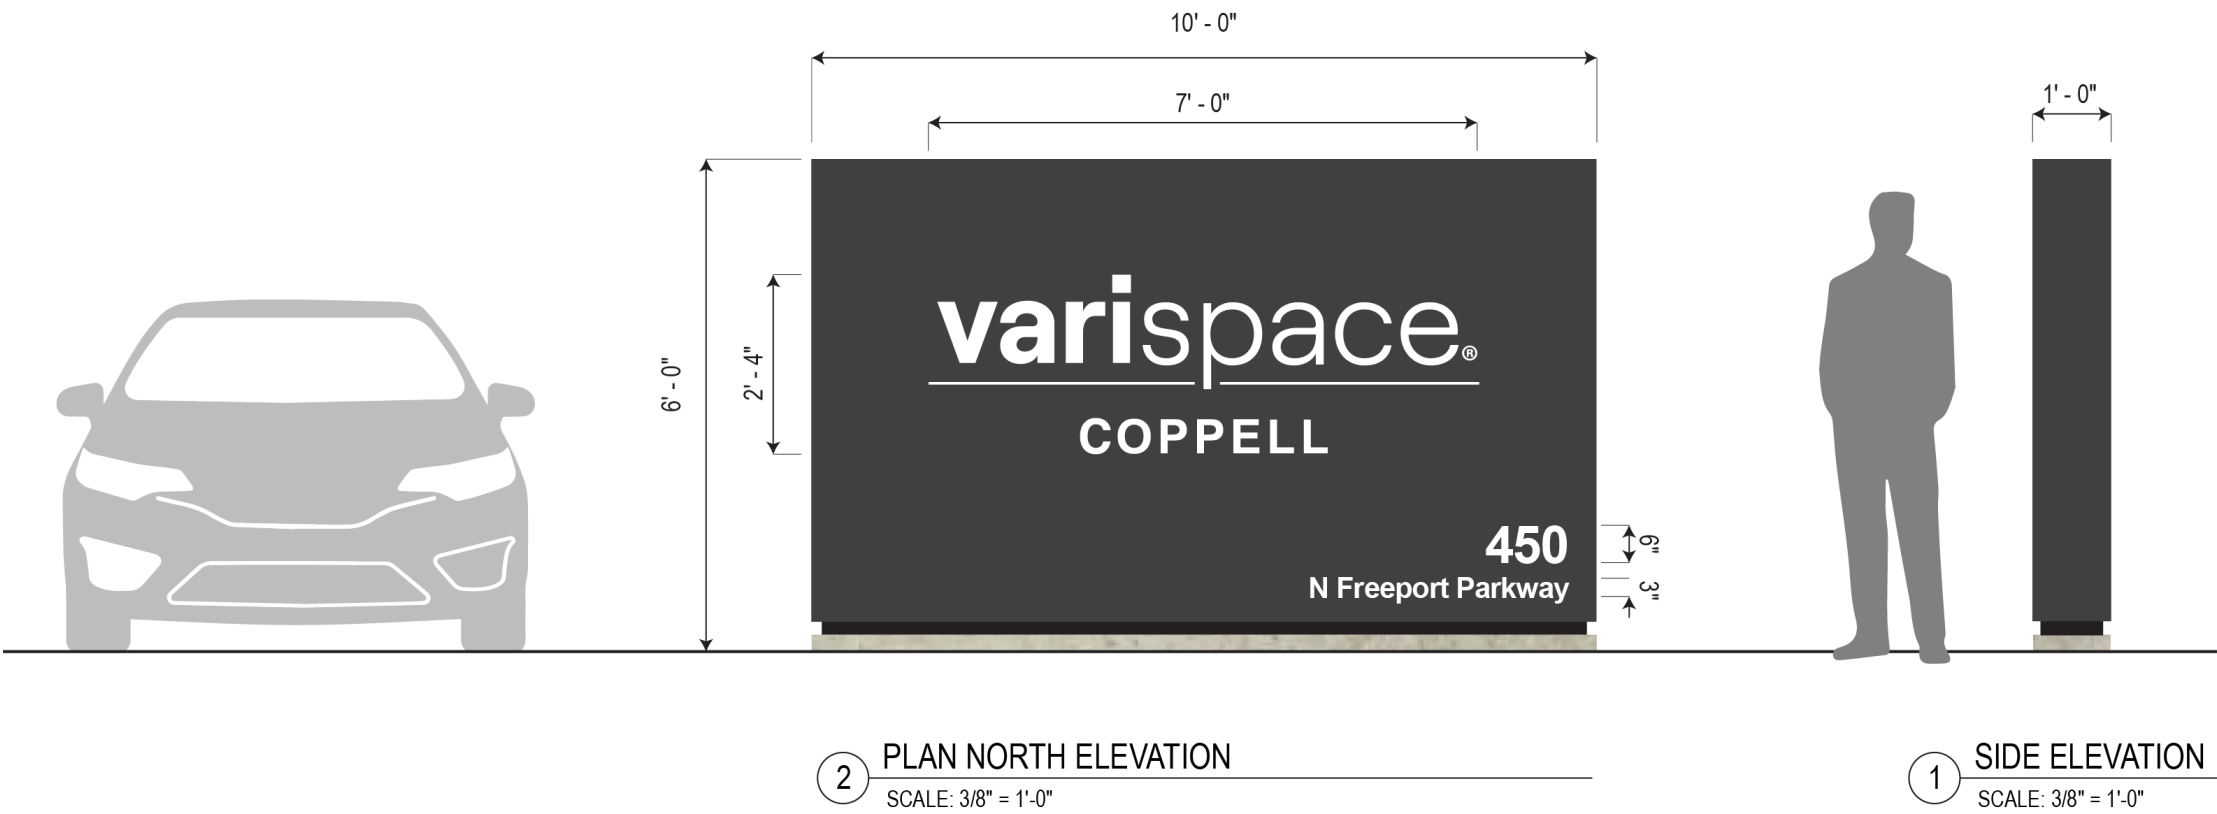 10' - 0"
7' - 0"
1' - 0"
6' - 0"
2' - 4"
varispace®
COPPELL
450
6"
N Freeport Parkway
3"
2 PLAN NORTH ELEVATION
SCALE: 3/8" = 1'-0"
1 SIDE ELEVATION
SCALE: 3/8" = 1'-0"